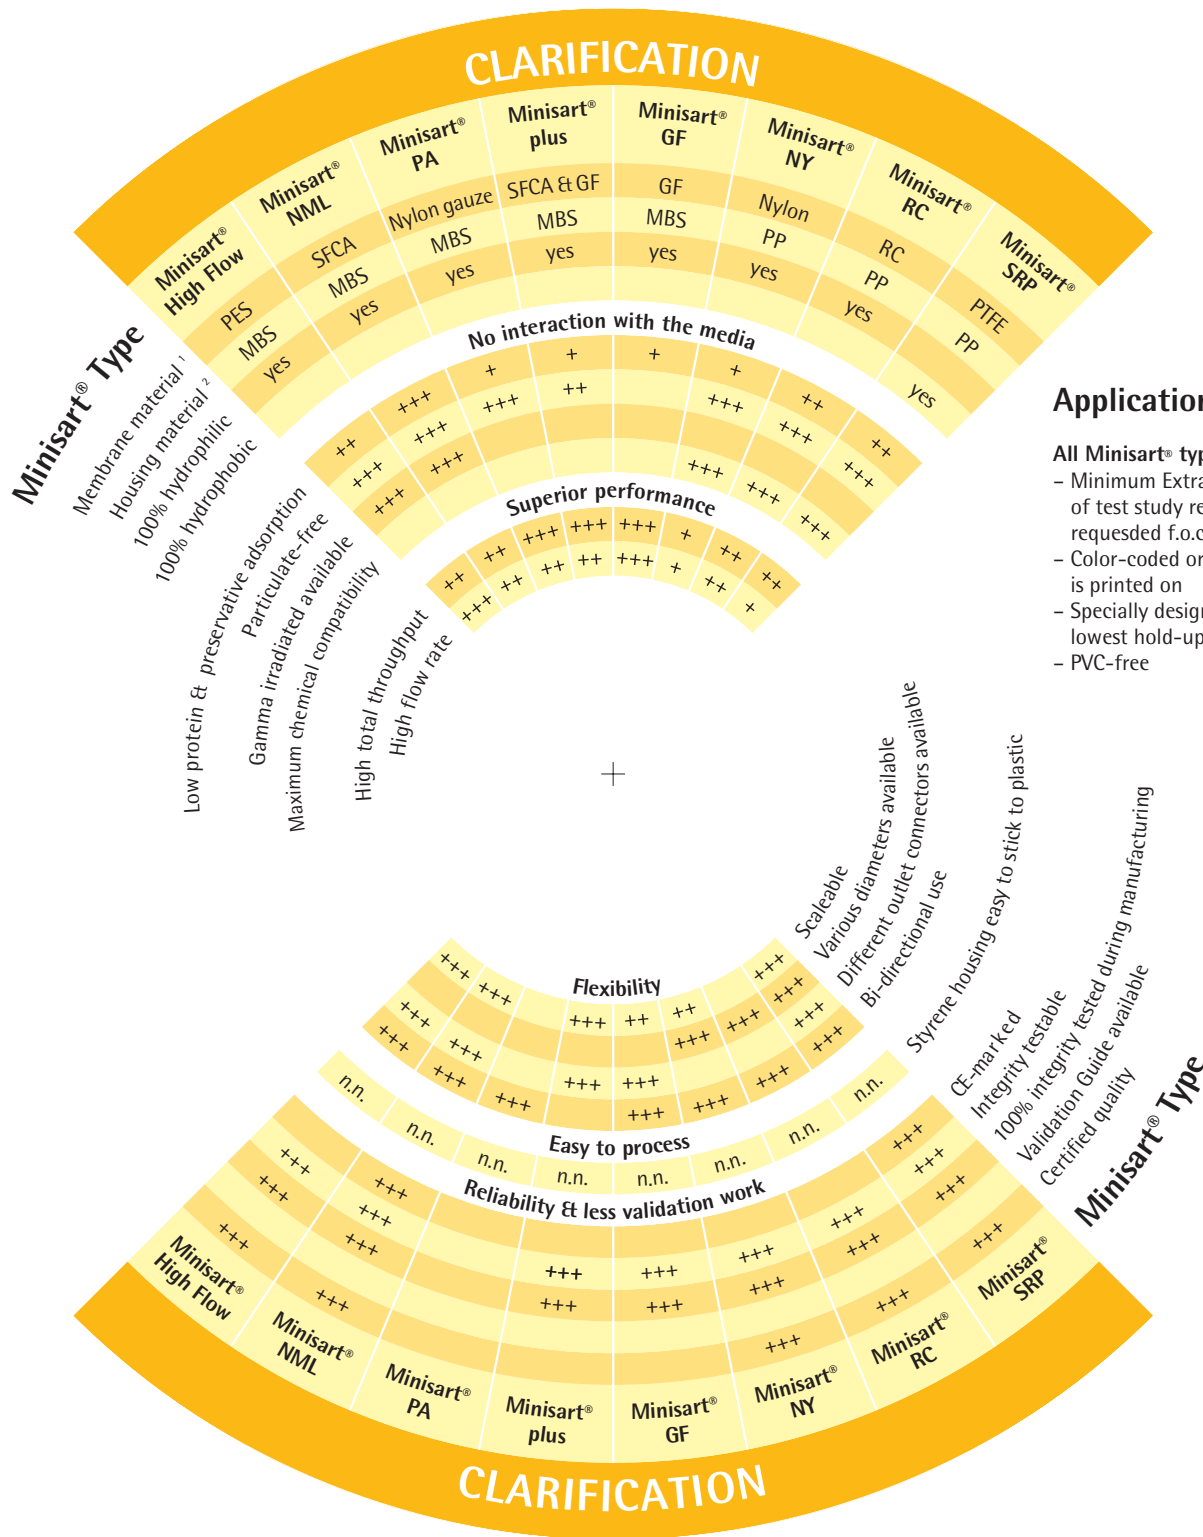 CLARIFICATION
Minisart® High Flow
Minisart® NML
Minisart® PA
Minisart® plus
Minisart® GF
Minisart® NY
Minisart® RC
Minisart® SRP
Minisart® Type
Membrane material ¹
PES
SFCA
Nylon gauze
SFCA & GF
GF
Nylon
RC
PTFE
Housing material ²
MBS
MBS
MBS
MBS
MBS
PP
PP
PP
100% hydrophilic
yes
yes
yes
yes
yes
yes
yes
100% hydrophobic
yes
No interaction with the media
Low protein & preservative adsorption
++
+++
+
+
+
+
++
++
Particulate-free
+++
+++
+++
++
+++
+++
+++
Gamma irradiated available
+++
+++
Maximum chemical compatibility
+++
+++
+++
Superior performance
High total throughput
++
++
+++
+++
+++
+
++
++
High flow rate
+++
++
++
++
+++
+
++
+
Application
All Minisart® typ
– Minimum Extra
of test study re
requesded f.o.c
– Color-coded or
is printed on
– Specially design
lowest hold-up
– PVC-free
Flexibility
Scaleable
+++
+++
+++
++
++
+++
Various diameters available
+++
+++
+++
Different outlet connectors available
+++
+++
+++
+++
+++
Bi-directional use
+++
+++
+++
+++
+++
+++
+++
Easy to process
Styrene housing easy to stick to plastic
n.n.
n.n.
n.n.
n.n.
n.n.
n.n.
n.n.
n.n.
Reliability & less validation work
CE-marked
+++
+++
Integrity testable
+++
+++
+++
+++
+++
+++
+++
100% integrity tested during manufacturing
+++
+++
+++
+++
+++
+++
+++
Validation Guide available
Certified quality
+++
+++
+++
+++
+++
Minisart® Type
Minisart® High Flow
Minisart® NML
Minisart® PA
Minisart® plus
Minisart® GF
Minisart® NY
Minisart® RC
Minisart® SRP
CLARIFICATION